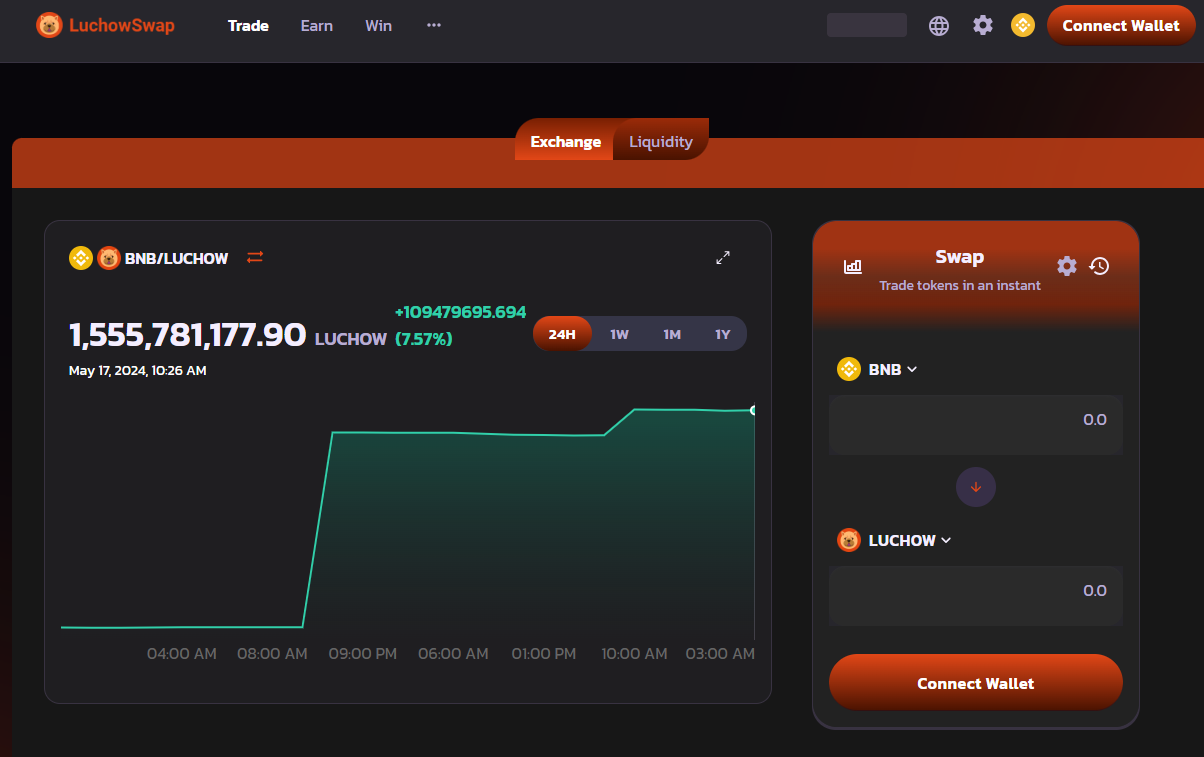 LuchowSwap
Trade Earn Win ...
Connect Wallet
Exchange Liquidity
BNB/LUCHOW
1,555,781,177.90 LUCHOW +109479695.694 (7.57%)
May 17, 2024, 10:26 AM
24H 1W 1M 1Y
04:00 AM 08:00 AM 09:00 PM 06:00 AM 01:00 PM 10:00 AM 03:00 AM
Swap
Trade tokens in an instant
BNB
0.0
LUCHOW
0.0
Connect Wallet